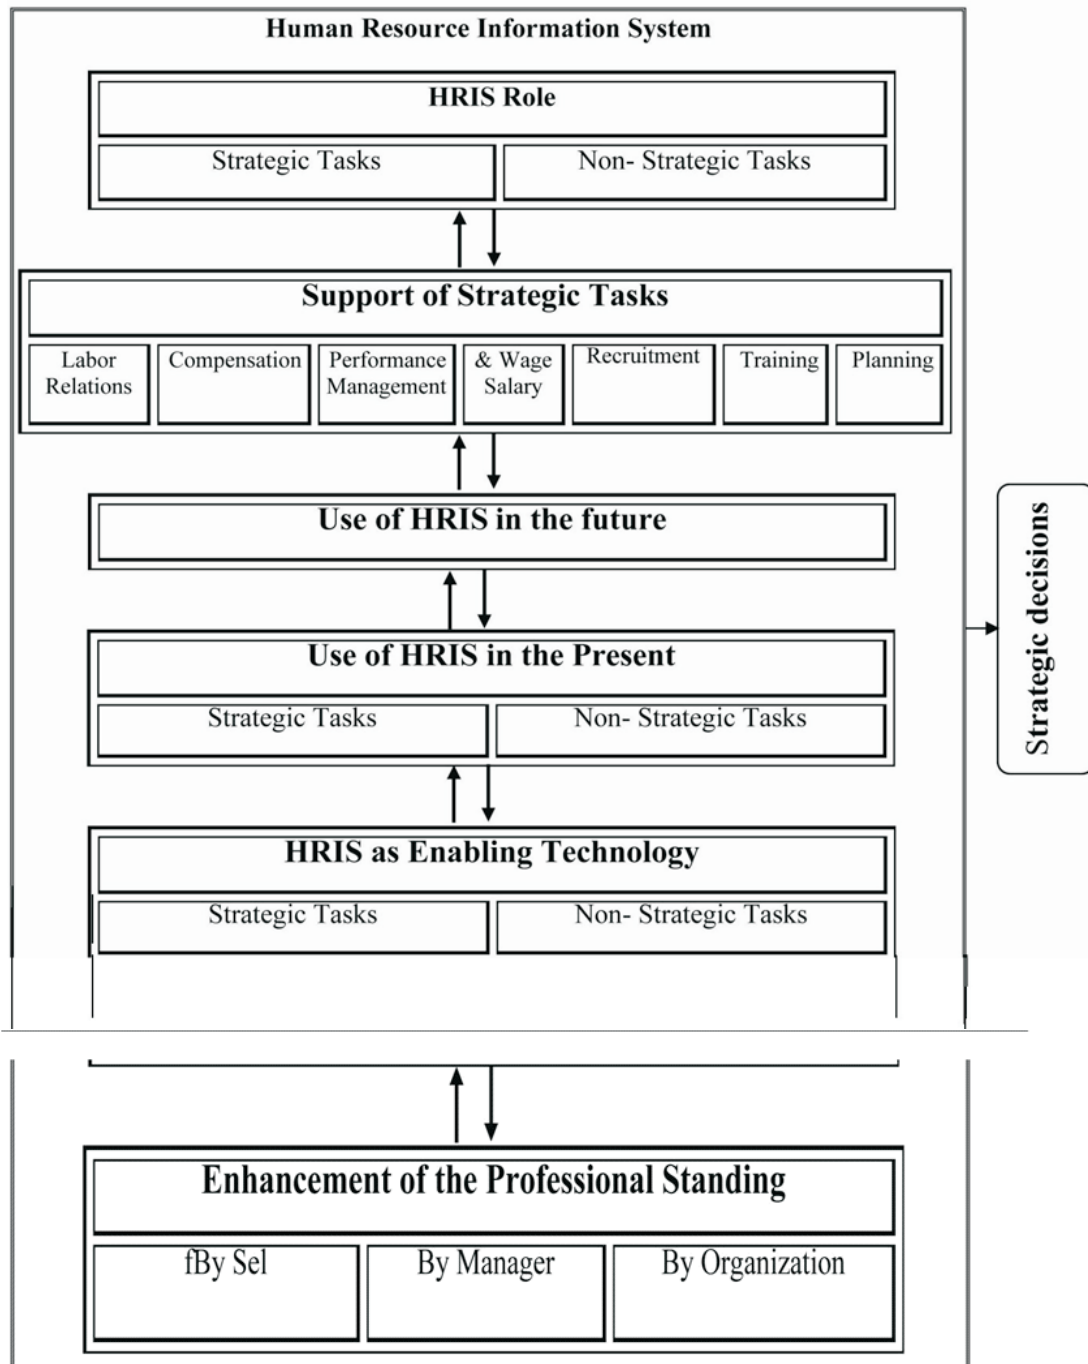 Human Resource Information System
HRIS Role
Strategic Tasks
Non- Strategic Tasks
Support of Strategic Tasks
Labor
Relations
Compensation
Performance
Management
& Wage
Salary
Recruitment
Training
Planning
Use of HRIS in the future
Use of HRIS in the Present
Strategic Tasks
Non- Strategic Tasks
HRIS as Enabling Technology
Strategic Tasks
Non- Strategic Tasks
Enhancement of the Professional Standing
fBy Sel
By Manager
By Organization
Strategic decisions